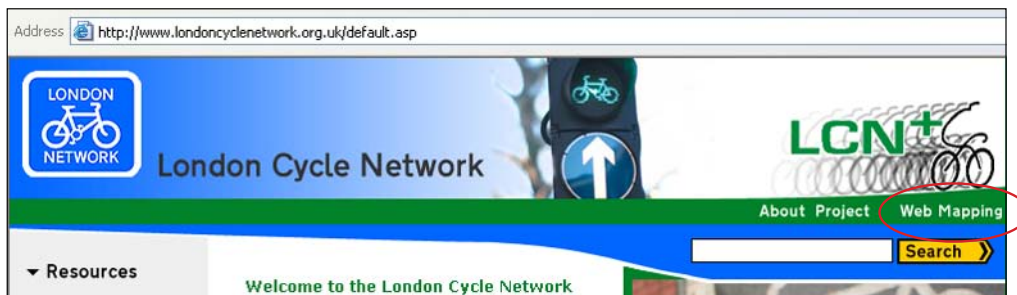 Address http://www.londoncyclenetwork.org.uk/default.asp
LONDON
NETWORK
London Cycle Network
LCN+
About Project Web Mapping
Search
Resources
Welcome to the London Cycle Network